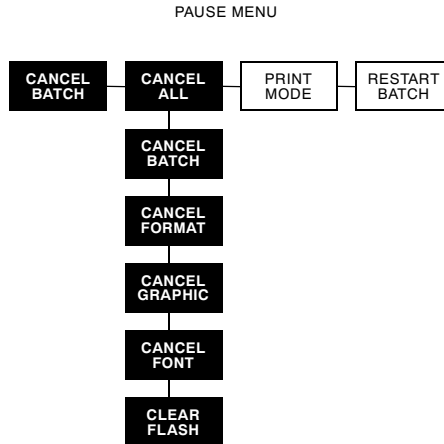 PAUSE MENU
CANCEL
BATCH
CANCEL
ALL
PRINT
MODE
RESTART
BATCH
CANCEL
BATCH
CANCEL
FORMAT
CANCEL
GRAPHIC
CANCEL
FONT
CLEAR
FLASH